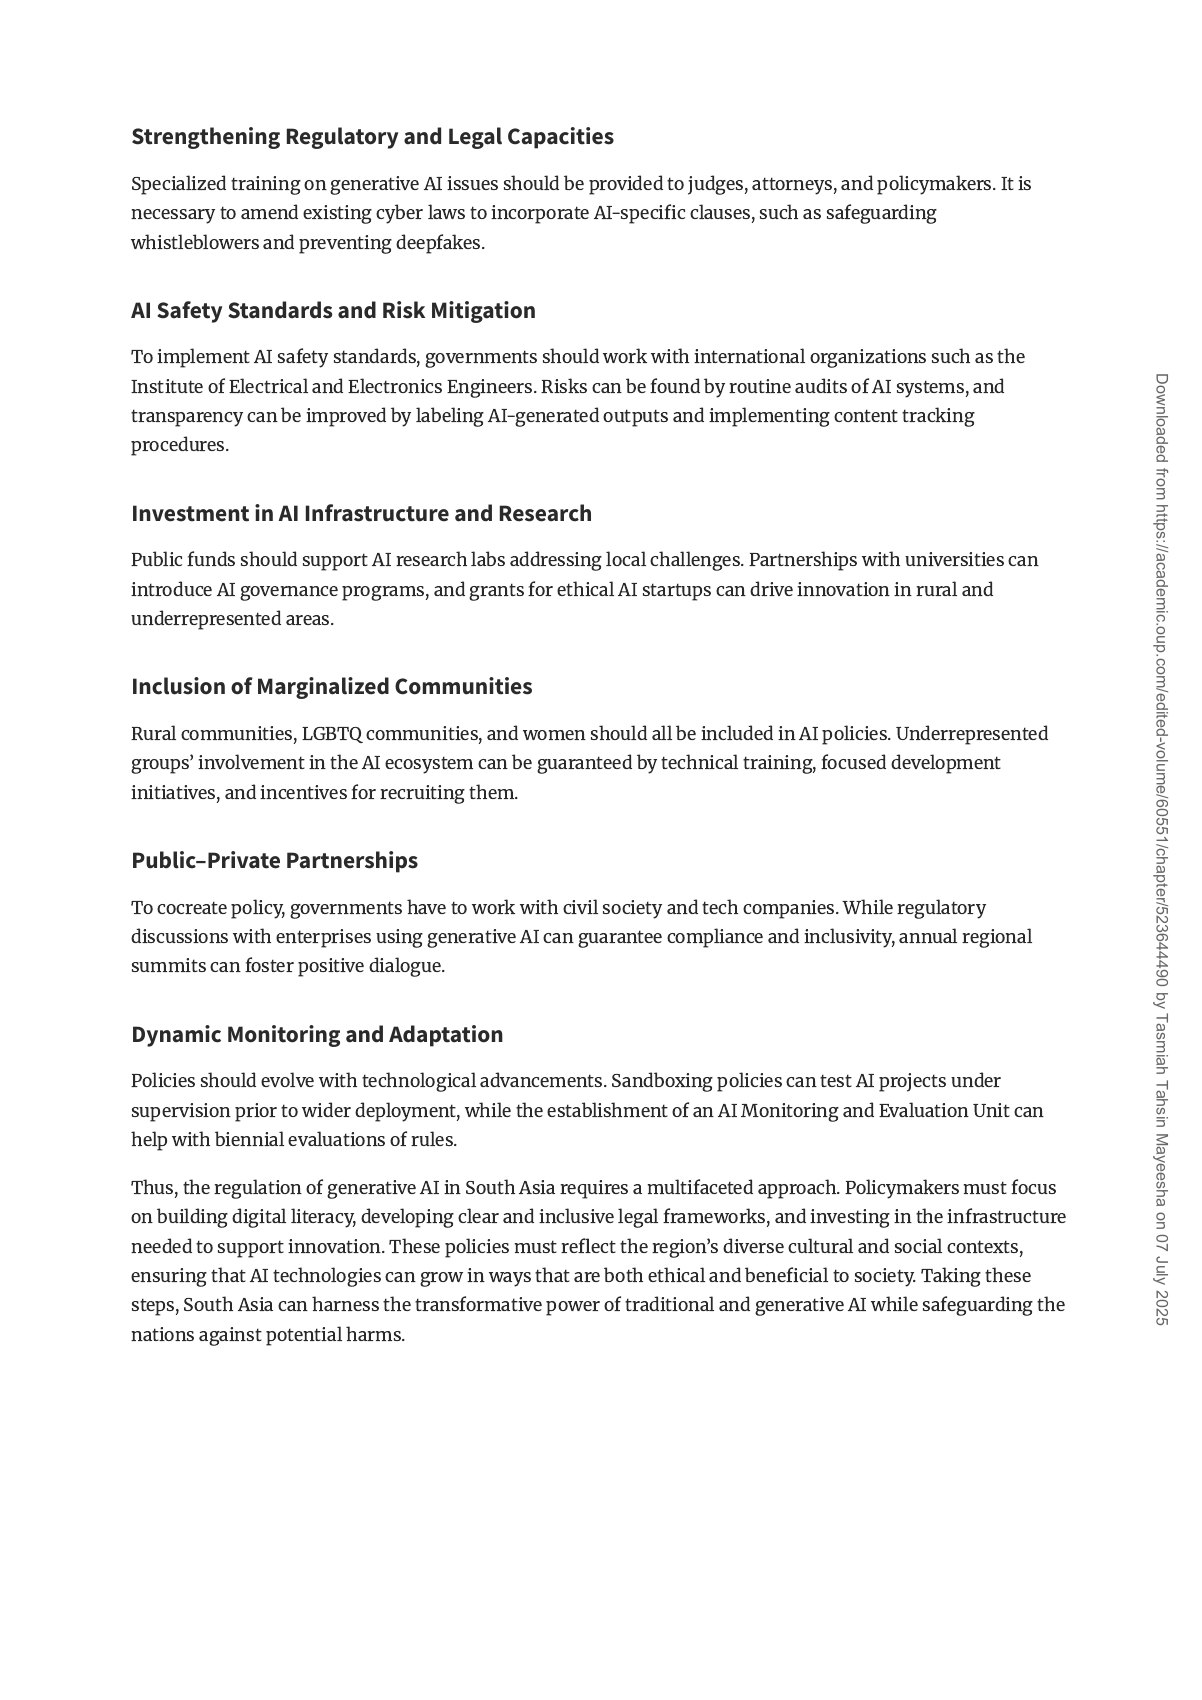 Strengthening Regulatory and Legal Capacities
Specialized training on generative AI issues should be provided to judges, attorneys, and policymakers. It is
necessary to amend existing cyber laws to incorporate AI-specific clauses, such as safeguarding
whistleblowers and preventing deepfakes.
AI Safety Standards and Risk Mitigation
To implement AI safety standards, governments should work with international organizations such as the
Institute of Electrical and Electronics Engineers. Risks can be found by routine audits of AI systems, and
transparency can be improved by labeling AI-generated outputs and implementing content tracking
procedures.
Investment in AI Infrastructure and Research
Public funds should support AI research labs addressing local challenges. Partnerships with universities can
introduce AI governance programs, and grants for ethical AI startups can drive innovation in rural and
underrepresented areas.
Inclusion of Marginalized Communities
Rural communities, LGBTQ communities, and women should all be included in AI policies. Underrepresented
groups’ involvement in the AI ecosystem can be guaranteed by technical training, focused development
initiatives, and incentives for recruiting them.
Public–Private Partnerships
To cocreate policy, governments have to work with civil society and tech companies. While regulatory
discussions with enterprises using generative AI can guarantee compliance and inclusivity, annual regional
summits can foster positive dialogue.
Dynamic Monitoring and Adaptation
Policies should evolve with technological advancements. Sandboxing policies can test AI projects under
supervision prior to wider deployment, while the establishment of an AI Monitoring and Evaluation Unit can
help with biennial evaluations of rules.
Thus, the regulation of generative AI in South Asia requires a multifaceted approach. Policymakers must focus
on building digital literacy, developing clear and inclusive legal frameworks, and investing in the infrastructure
needed to support innovation. These policies must reflect the region’s diverse cultural and social contexts,
ensuring that AI technologies can grow in ways that are both ethical and beneficial to society. Taking these
steps, South Asia can harness the transformative power of traditional and generative AI while safeguarding the
nations against potential harms.
Downloaded from https://academic.oup.com/edited-volume/60551/chapter/523644490 by Tasmiah Tahsin Mayeesha on 07 July 2025